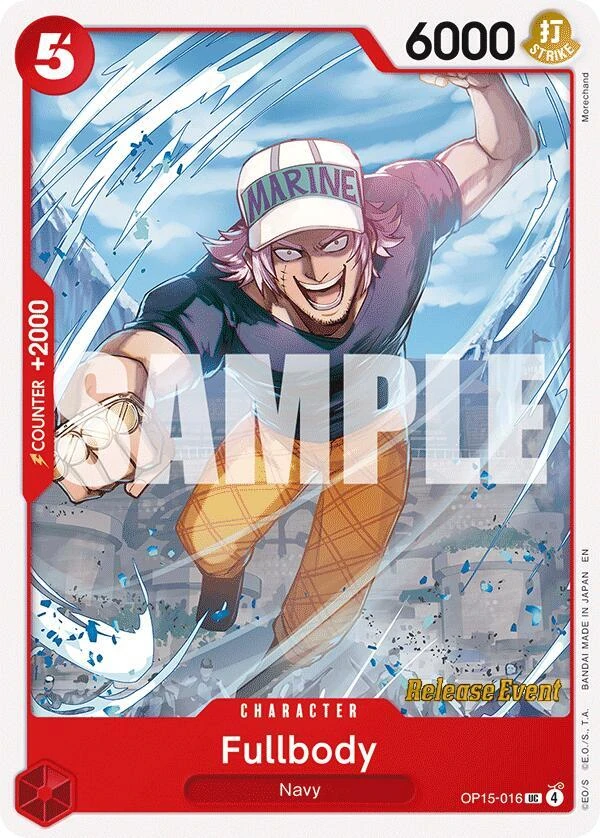 5
6000
打
STRIKE
Morechand
MARINE
COUNTER +2000
SAMPLE
BANDAI MADE IN JAPAN EN
©E.O./S., T.A.
©EO/S
Release Event
CHARACTER
Fullbody
Navy
OP15-016 UC 4